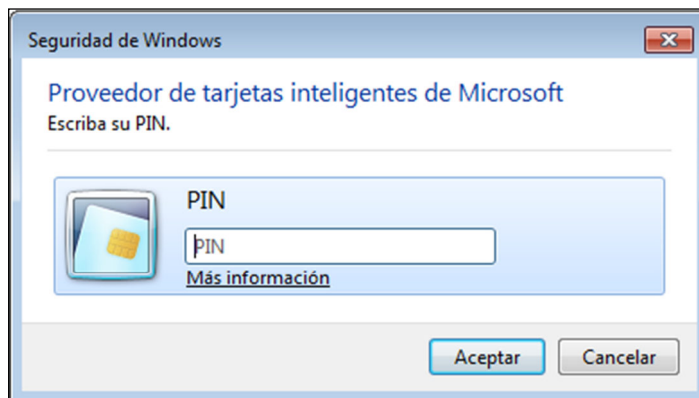 Seguridad de Windows
Proveedor de tarjetas inteligentes de Microsoft
Escriba su PIN.
PIN
PIN
Más información
Aceptar Cancelar